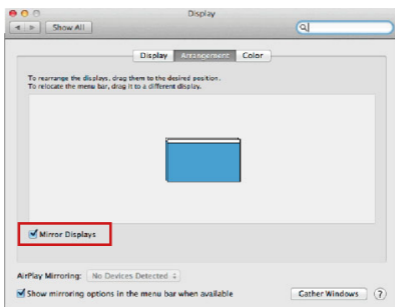 Display
Show All
Display Arrangement Color
To rearrange the displays, drag them to the desired position.
To relocate the menu bar, drag it to a different display.
Mirror Displays
AirPlay Mirroring: No Devices Detected
Show mirroring options in the menu bar when available
Gather Windows ?